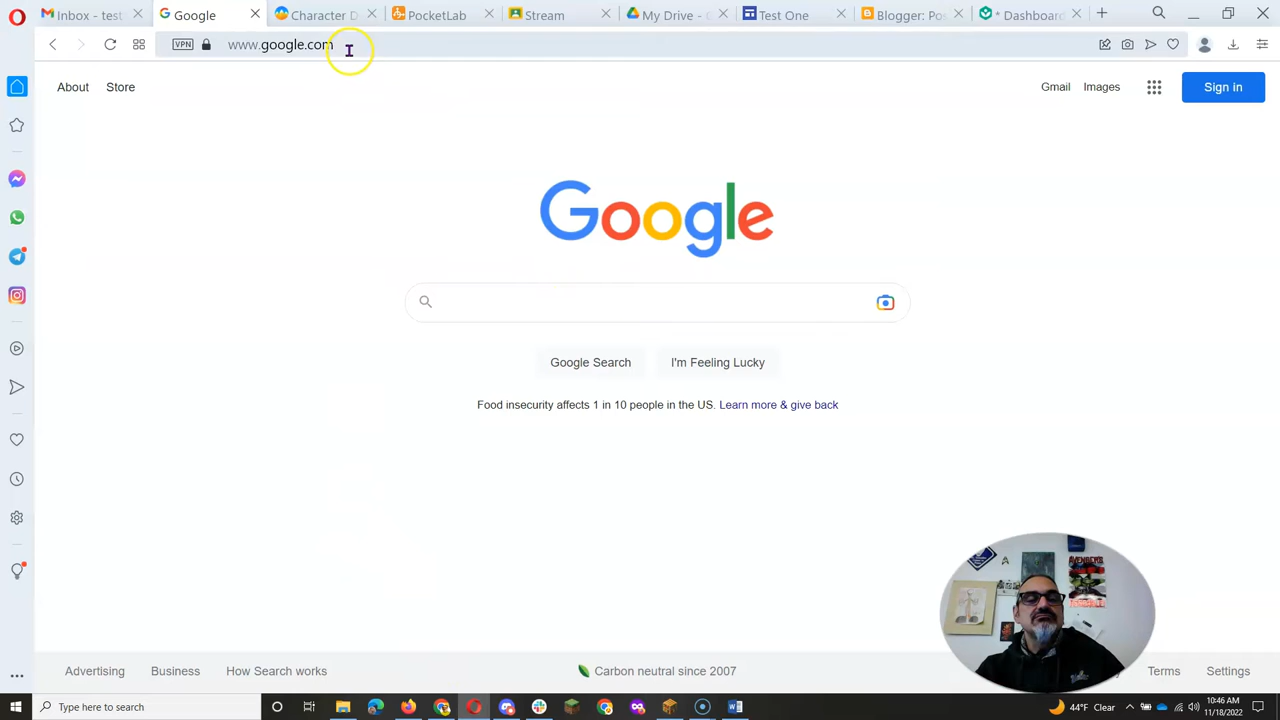 Inbox - test
Google
Character D
PocketLab
Stream
My Drive - G
Test One
Blogger: Pos
* Dashboard
VPN
www.google.com
About
Store
Gmail
Images
Sign in
Google
Google Search
I'm Feeling Lucky
Food insecurity affects 1 in 10 people in the US. Learn more & give back
AVENGERS
Advertising
Business
How Search works
Carbon neutral since 2007
Terms
Settings
Type here to search
44°F Clear
10:46 AM
11/18/2022